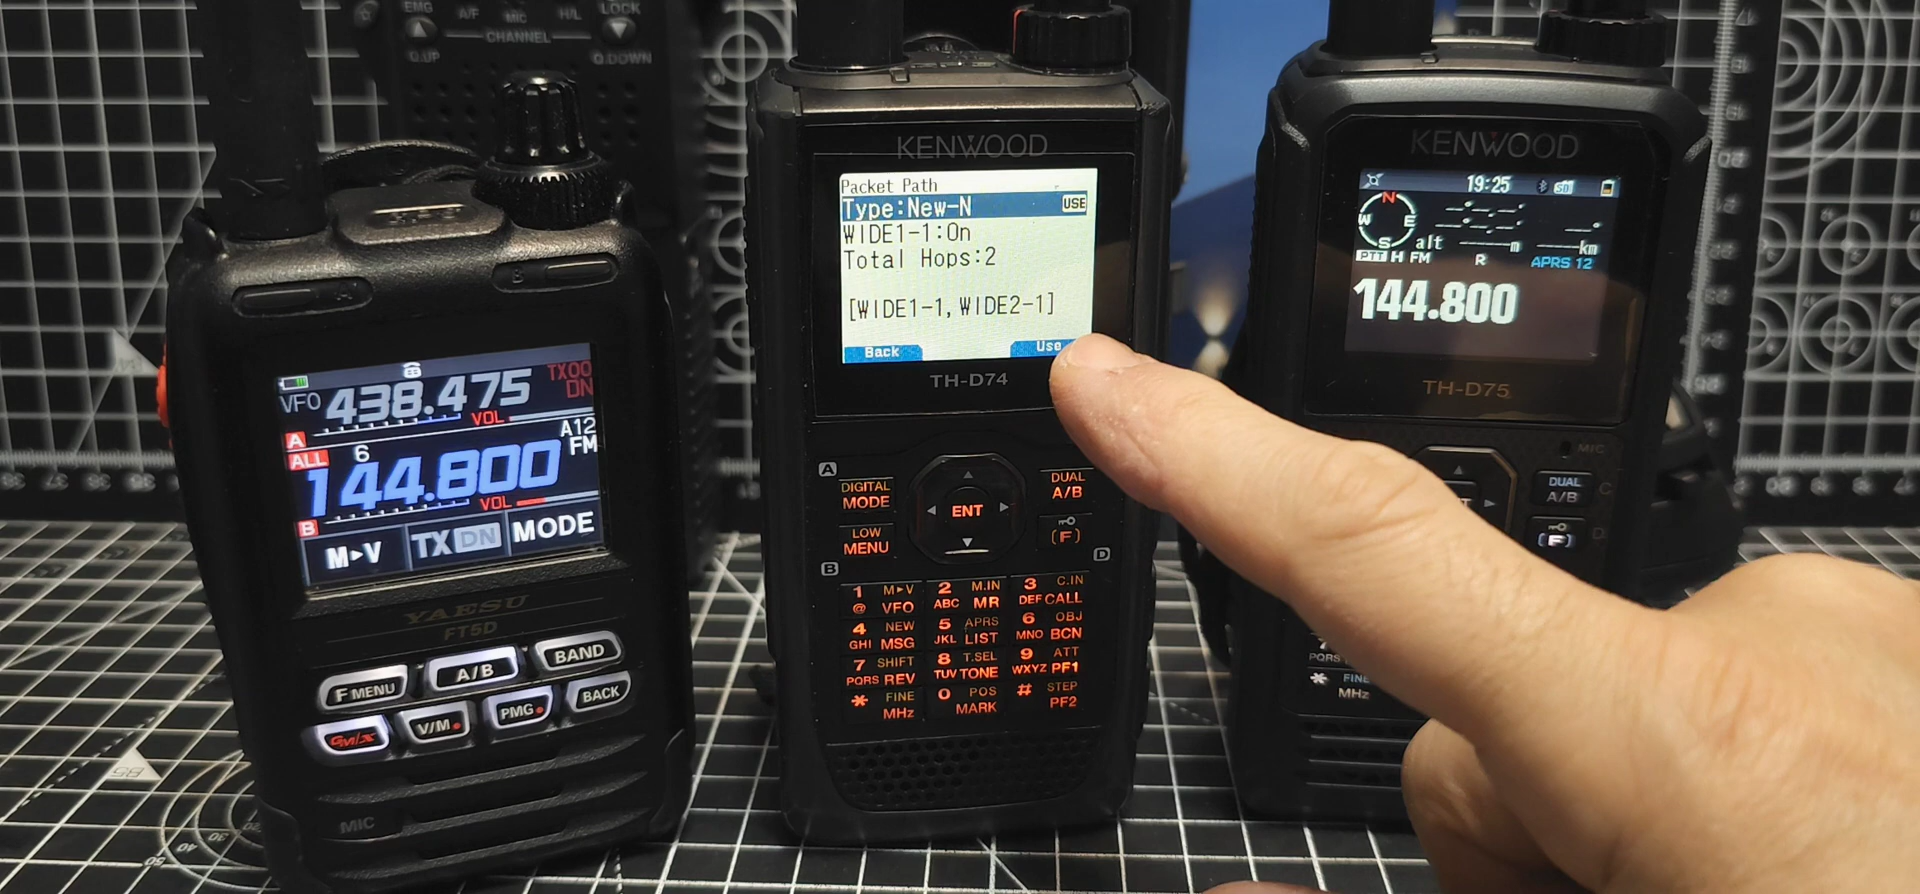 EMG
A/F
MIC
H/L
LOCK
CHANNEL
Q.UP
Q.DOWN
VFO
438.475
TX00
DN
VOL
A
ALL
6
144.800
A12
FM
VOL
B
M►V
TX DN
MODE
YAESU
FT5D
F MENU
A/B
BAND
GM/X
V/M
PMG
BACK
MIC
KENWOOD
Packet Path
Type:New-N
USE
WIDE1-1:On
Total Hops:2
[WIDE1-1,WIDE2-1]
Back
Use
TH-D74
A
DIGITAL
MODE
DUAL
A/B
ENT
LOW
MENU
(F)
B
D
1 M►V
@ VFO
2 M.IN
ABC MR
3 C.IN
DEF CALL
4 NEW
GHI MSG
5 APRS
JKL LIST
6 OBJ
MNO BCN
7 SHIFT
PQRS REV
8 T.SEL
TUV TONE
9 ATT
WXYZ PF1
* FINE
MHz
0 POS
MARK
# STEP
PF2
KENWOOD
19:25
SD
N
W
E
S
alt
m
km
PTT H FM
R
APRS 12
144.800
TH-D75
MIC
DUAL
A/B
C
(F)
D
7
PQRS
* FINE
MHz